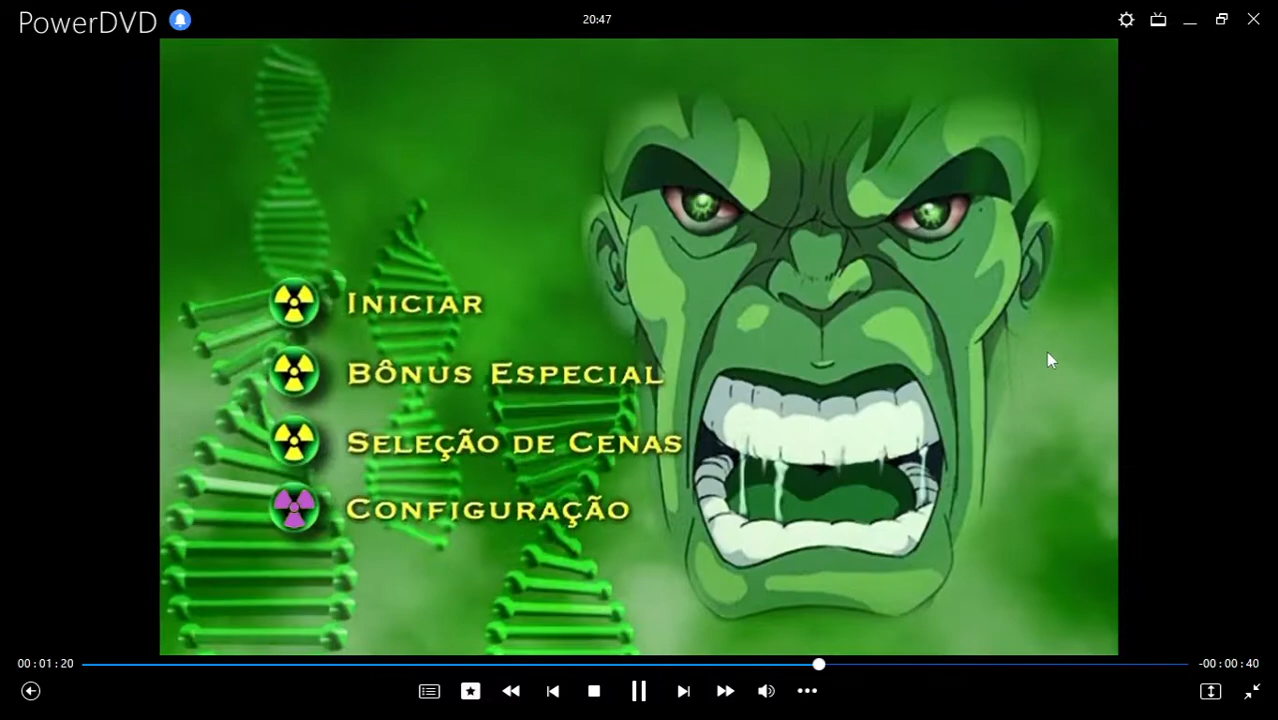 PowerDVD
20:47
INICIAR
BÔNUS ESPECIAL
SELEÇÃO DE CENAS
CONFIGURAÇÃO
00:01:20
-00:00:40